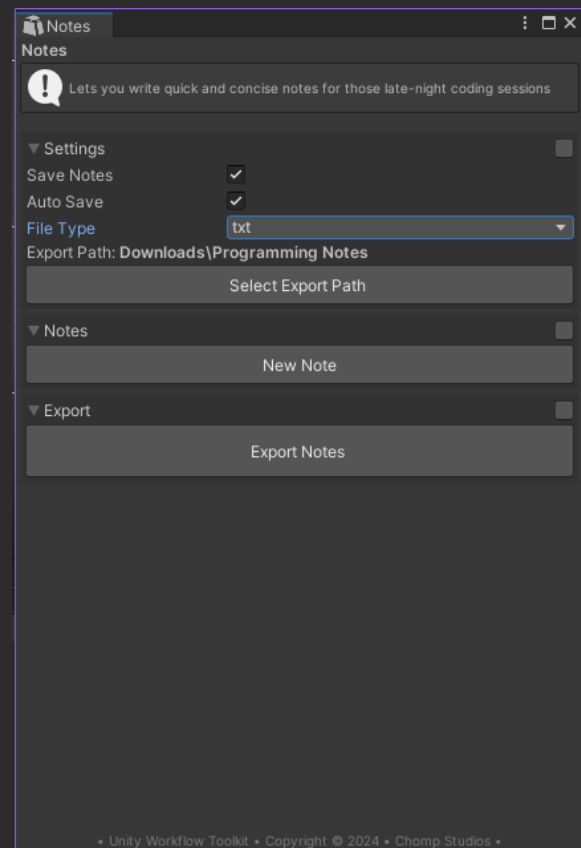 Notes
Notes
Lets you write quick and concise notes for those late-night coding sessions
Settings
Save Notes
Auto Save
File Type
txt
Export Path: Downloads\Programming Notes
Select Export Path
Notes
New Note
Export
Export Notes
• Unity Workflow Toolkit • Copyright © 2024 • Chomp Studios •